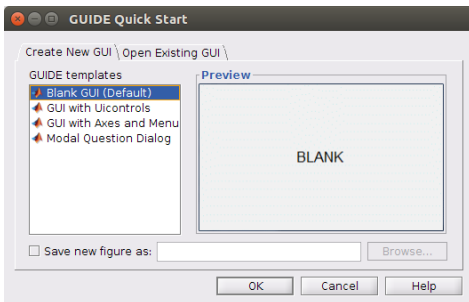 GUIDE Quick Start
Create New GUI
Open Existing GUI
GUIDE templates
Blank GUI (Default)
GUI with Uicontrols
GUI with Axes and Menu
Modal Question Dialog
Preview
BLANK
Save new figure as:
Browse...
OK
Cancel
Help